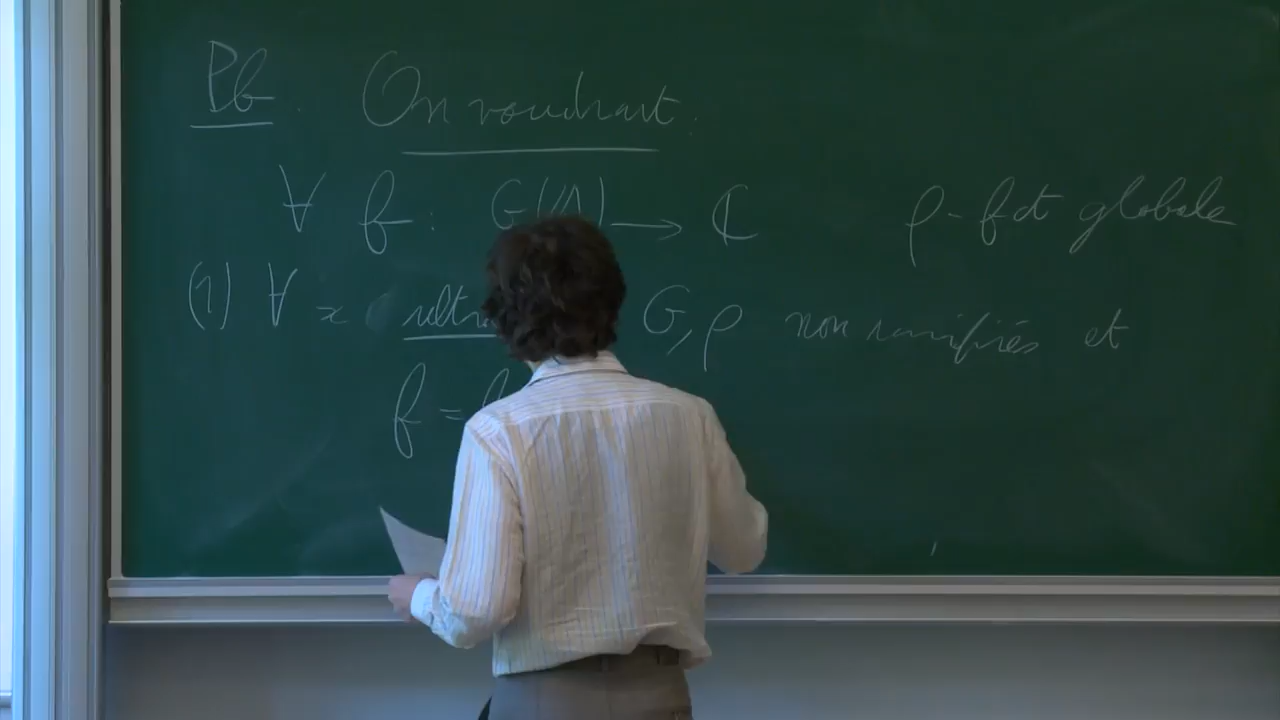 Pb. On voudrait:
∀ f : G(A) → ℂ ρ-fct globale
(1) ∀ x ultra G, ρ non ramifiés et
f =